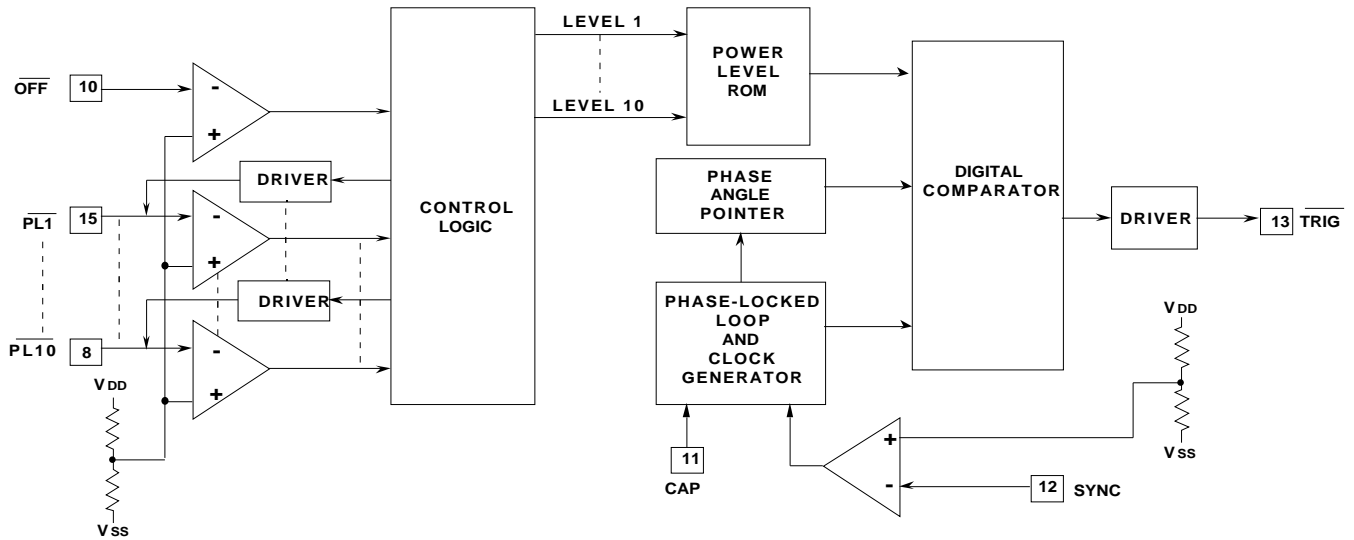 LEVEL 1
LEVEL 10
POWER
LEVEL
ROM
OFF
10
-
+
DRIVER
PL1
15
-
+
DRIVER
PL10
8
-
+
VDD
VSS
CONTROL
LOGIC
PHASE
ANGLE
POINTER
PHASE-LOCKED
LOOP
AND
CLOCK
GENERATOR
11
CAP
DIGITAL
COMPARATOR
DRIVER
13 TRIG
VDD
VSS
+
-
12 SYNC